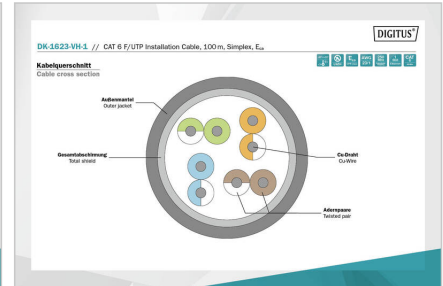 DIGITUS®
DK-1623-VH-1 // CAT 6 F/UTP Installation Cable, 100 m, Simplex, Eca
Kabelquerschnitt
Cable cross section
Außenmantel
Outer jacket
Gesamtabschirmung
Total shield
Cu-Draht
Cu-Wire
Adernpaare
Twisted pair